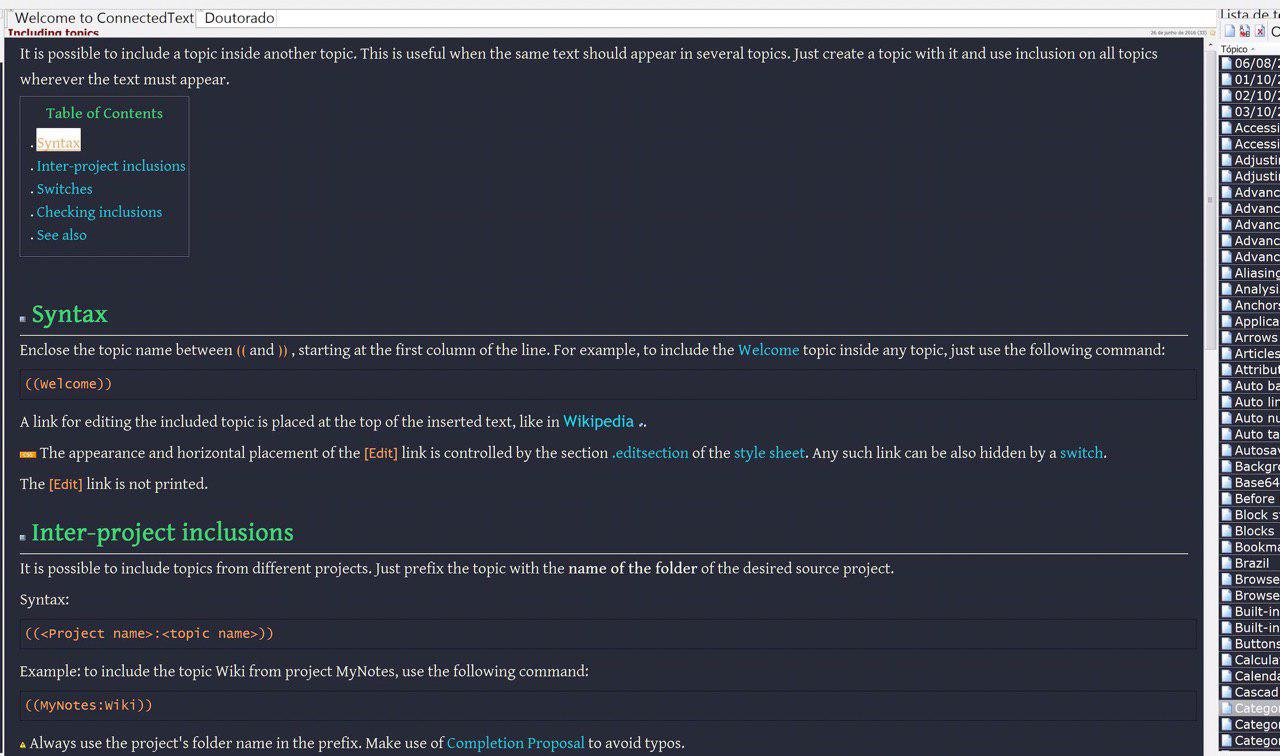 Welcome to ConnectedText
Doutorado
Including topics
26 de junho de 2016 (33)
It is possible to include a topic inside another topic. This is useful when the same text should appear in several topics. Just create a topic with it and use inclusion on all topics
wherever the text must appear.
Table of Contents
Syntax
Inter-project inclusions
Switches
Checking inclusions
See also
Syntax
Enclose the topic name between (( and )) , starting at the first column of the line. For example, to include the Welcome topic inside any topic, just use the following command:
((Welcome))
A link for editing the included topic is placed at the top of the inserted text, like in Wikipedia .
CSS The appearance and horizontal placement of the [Edit] link is controlled by the section .editsection of the style sheet. Any such link can be also hidden by a switch.
The [Edit] link is not printed.
Inter-project inclusions
It is possible to include topics from different projects. Just prefix the topic with the name of the folder of the desired source project.
Syntax:
((<Project name>:<topic name>))
Example: to include the topic Wiki from project MyNotes, use the following command:
((MyNotes:Wiki))
Always use the project's folder name in the prefix. Make use of Completion Proposal to avoid typos.
Lista de t
Tópico
06/08/2
01/10/2
02/10/2
03/10/2
Accessi
Accessi
Adjusti
Adjusti
Advanc
Advanc
Advanc
Advanc
Advanc
Aliasing
Analysi
Anchor
Applica
Arrows
Articles
Attribut
Auto ba
Auto lin
Auto nu
Auto ta
Autosav
Backgro
Base64
Before
Block s
Blocks
Bookma
Brazil
Browse
Browse
Built-in
Built-in
Buttons
Calcula
Calenda
Cascad
Catego
Catego
Catego